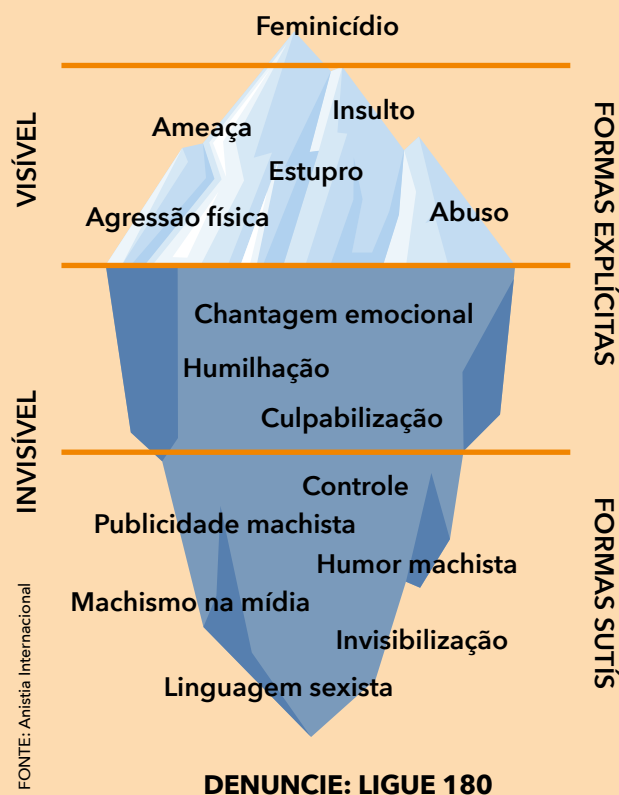 Feminicídio
VISÍVEL
FORMAS EXPLÍCITAS
Insulto
Ameaça
Estupro
Agressão física
Abuso
Chantagem emocional
Humilhação
Culpabilização
INVISÍVEL
FORMAS SUTÍS
Controle
Publicidade machista
Humor machista
Machismo na mídia
Invisibilização
Linguagem sexista
FONTE: Anistia Internacional
DENUNCIE: LIGUE 180